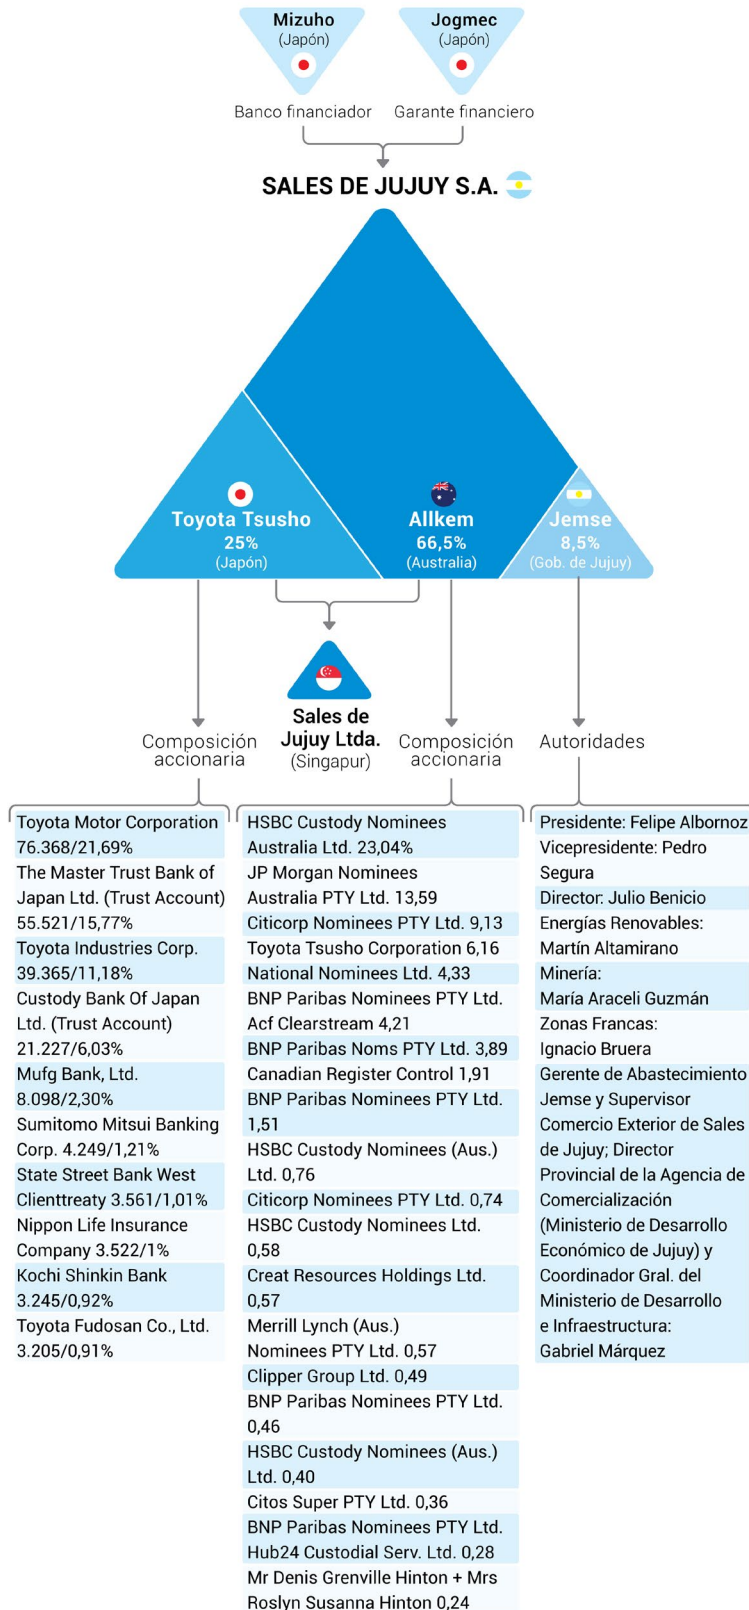 Mizuho
(Japón)
Jogmec
(Japón)
Banco financiador
Garante financiero
SALES DE JUJUY S.A.
Toyota Tsusho
25%
(Japón)
Allkem
66,5%
(Australia)
Jemse
8,5%
(Gob. de Jujuy)
Sales de
Jujuy Ltda.
(Singapur)
Composición
accionaria
Toyota Motor Corporation
76.368/21,69%
The Master Trust Bank of
Japan Ltd. (Trust Account)
55.521/15,77%
Toyota Industries Corp.
39.365/11,18%
Custody Bank Of Japan
Ltd. (Trust Account)
21.227/6,03%
Mufg Bank, Ltd.
8.098/2,30%
Sumitomo Mitsui Banking
Corp. 4.249/1,21%
State Street Bank West
Clienttreaty 3.561/1,01%
Nippon Life Insurance
Company 3.522/1%
Kochi Shinkin Bank
3.245/0,92%
Toyota Fudosan Co., Ltd.
3.205/0,91%
Composición
accionaria
HSBC Custody Nominees
Australia Ltd. 23,04%
JP Morgan Nominees
Australia PTY Ltd. 13,59
Citicorp Nominees PTY Ltd. 9,13
Toyota Tsusho Corporation 6,16
National Nominees Ltd. 4,33
BNP Paribas Nominees PTY Ltd.
Acf Clearstream 4,21
BNP Paribas Noms PTY Ltd. 3,89
Canadian Register Control 1,91
BNP Paribas Nominees PTY Ltd.
1,51
HSBC Custody Nominees (Aus.)
Ltd. 0,76
Citicorp Nominees PTY Ltd. 0,74
HSBC Custody Nominees Ltd.
0,58
Creat Resources Holdings Ltd.
0,57
Merrill Lynch (Aus.)
Nominees PTY Ltd. 0,57
Clipper Group Ltd. 0,49
BNP Paribas Nominees PTY Ltd.
0,46
HSBC Custody Nominees (Aus.)
Ltd. 0,40
Citos Super PTY Ltd. 0,36
BNP Paribas Nominees PTY Ltd.
Hub24 Custodial Serv. Ltd. 0,28
Mr Denis Grenville Hinton + Mrs
Roslyn Susanna Hinton 0,24
Autoridades
Presidente: Felipe Albornoz
Vicepresidente: Pedro
Segura
Director: Julio Benicio
Energías Renovables:
Martín Altamirano
Minería:
María Araceli Guzmán
Zonas Francas:
Ignacio Bruera
Gerente de Abastecimiento
Jemse y Supervisor
Comercio Exterior de Sales
de Jujuy; Director
Provincial de la Agencia de
Comercialización
(Ministerio de Desarrollo
Económico de Jujuy) y
Coordinador Gral. del
Ministerio de Desarrollo
e Infraestructura:
Gabriel Márquez